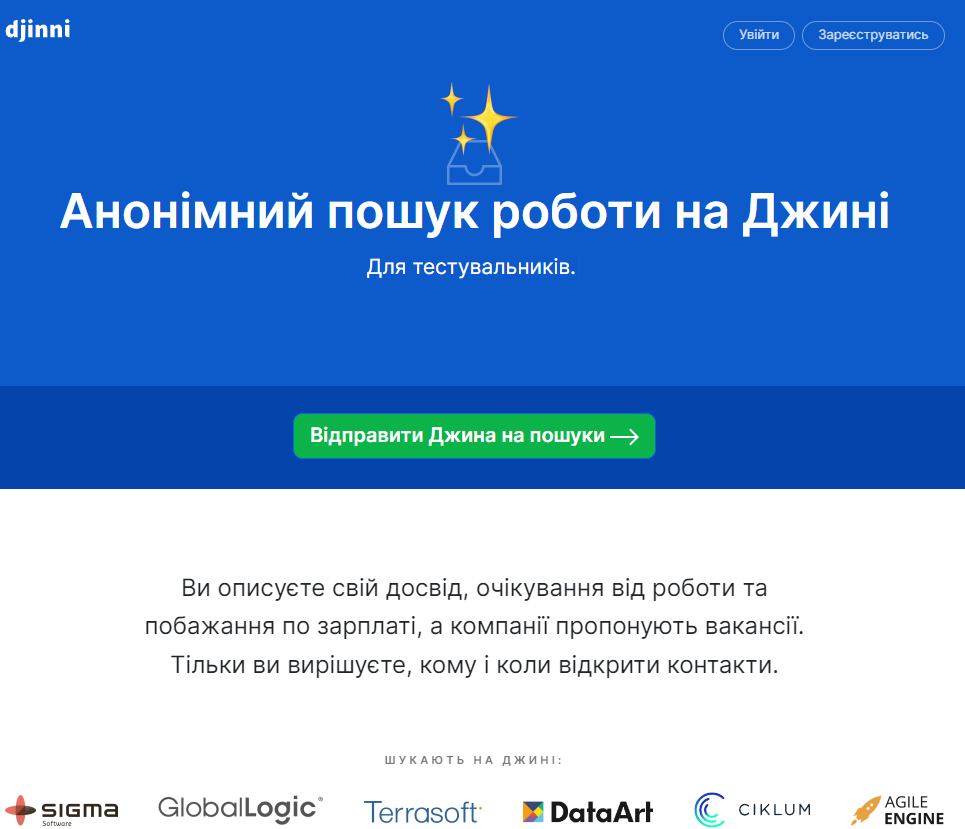 djinni
Увійти
Зареєструватись
Анонімний пошук роботи на Джині
Для тестувальників.
Відправити Джина на пошуки
Ви описуєте свій досвід, очікування від роботи та
побажання по зарплаті, а компанії пропонують вакансії.
Тільки ви вирішуєте, кому і коли відкрити контакти.
ШУКАЮТЬ НА ДЖИНІ:
sigma
Software
GlobalLogic®
Terrasoft
DataArt
CIKLUM
AGILE
ENGINE